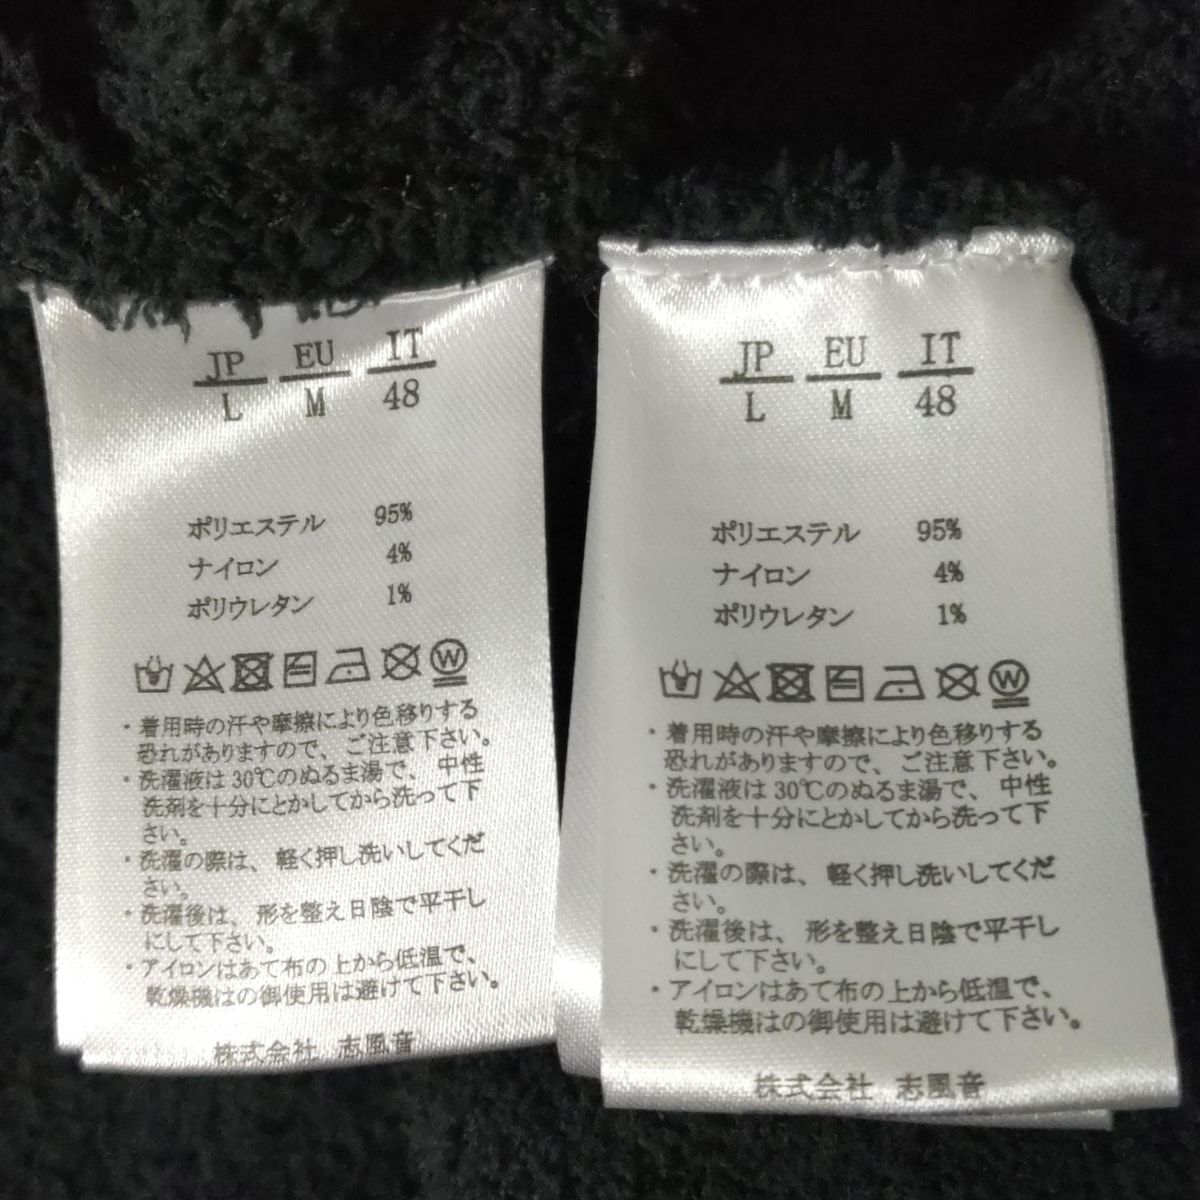 JP EU IT
L M 48
ポリエステル 95%
ナイロン 4%
ポリウレタン 1%
W
・着用時の汗や摩擦により色移りする
恐れがありますので、ご注意下さい。
・洗濯液は30℃のぬるま湯で、中性
洗剤を十分にとかしてから洗って下
さい。
・洗濯の際は、軽く押し洗いしてくだ
さい。
・洗濯後は、形を整え日陰で平干し
にして下さい。
・アイロンはあて布の上から低温で、
乾燥機はの御使用は避けて下さい。
株式会社 志風音
JP EU IT
L M 48
ポリエステル 95%
ナイロン 4%
ポリウレタン 1%
W
・着用時の汗や摩擦により色移りする
恐れがありますので、ご注意下さい。
・洗濯液は30℃のぬるま湯で、中性
洗剤を十分にとかしてから洗って下
さい。
・洗濯の際は、軽く押し洗いしてくだ
さい。
・洗濯後は、形を整え日陰で平干し
にして下さい。
・アイロンはあて布の上から低温で、
乾燥機はの御使用は避けて下さい。
株式会社 志風音